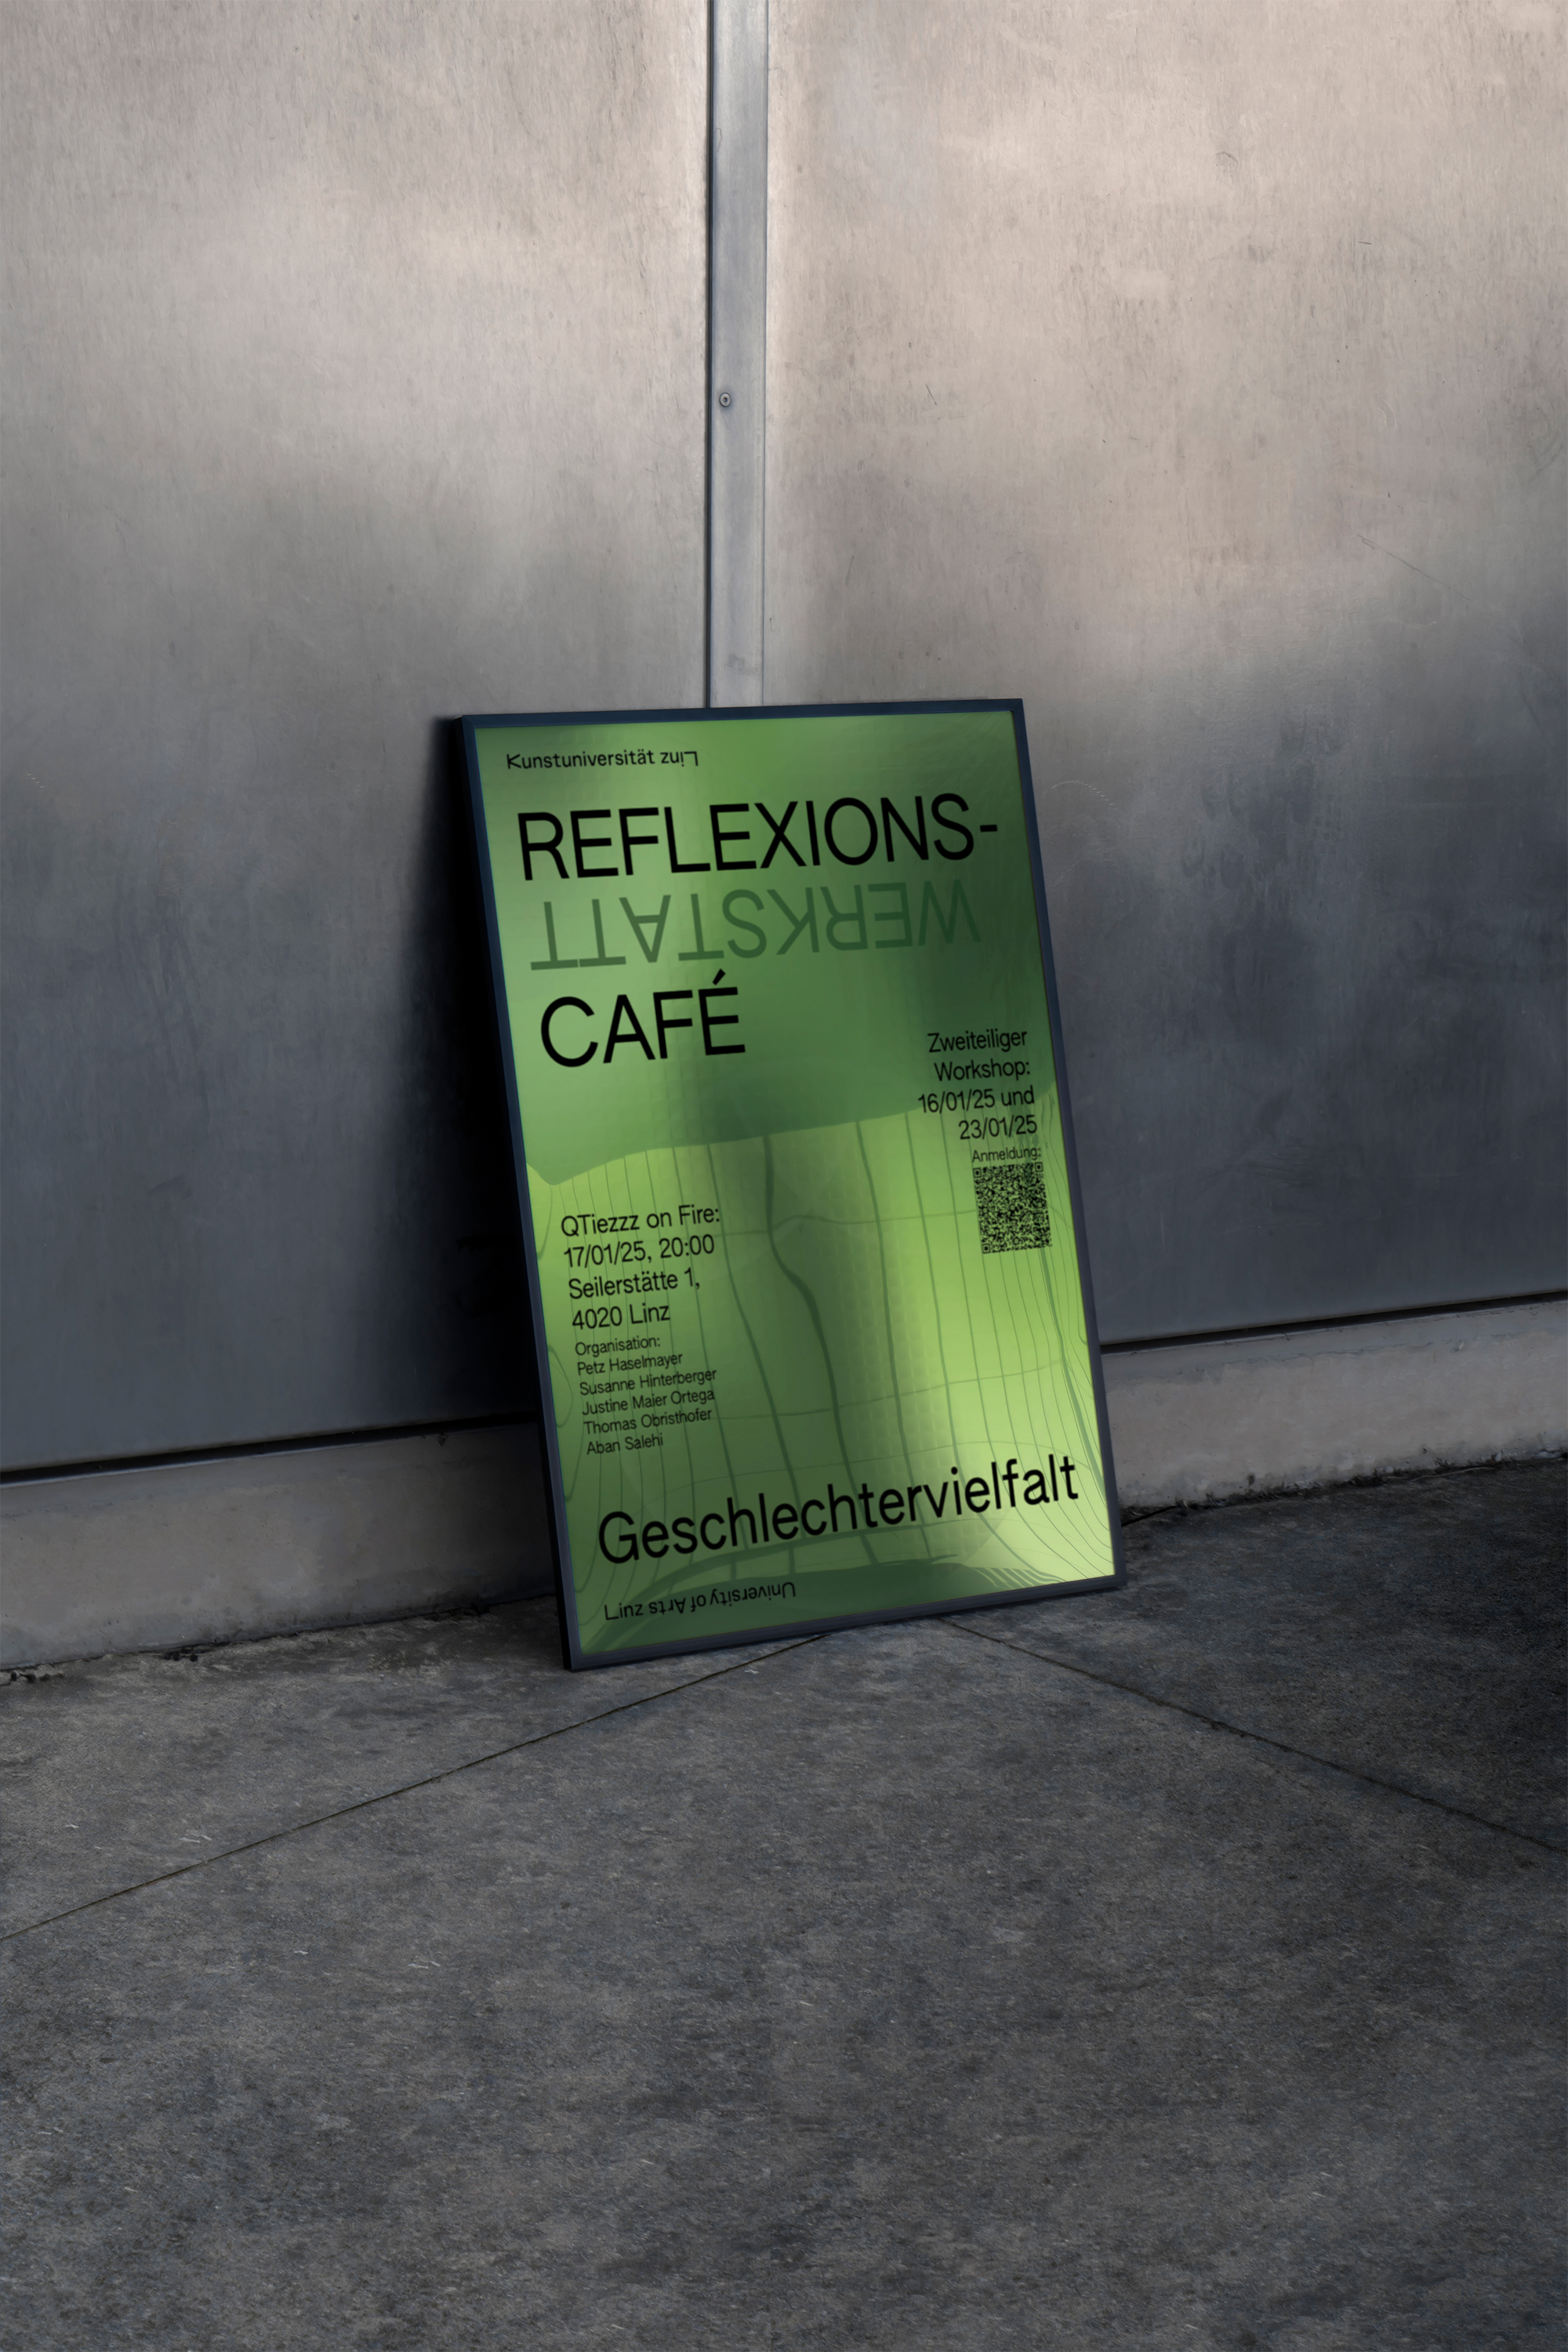 Kunstuniversität Linz
REFLEXIONS-
WERKSTATT
CAFÉ
Zweiteiliger
Workshop:
16/01/25 und
23/01/25
Anmeldung:
QTiezzz on Fire:
17/01/25, 20:00
Seilerstätte 1,
4020 Linz
Organisation:
Petz Haselmayer
Susanne Hinterberger
Justine Maier Ortega
Thomas Obristhofer
Aban Salehi
Geschlechtervielfalt
University of Arts Linz